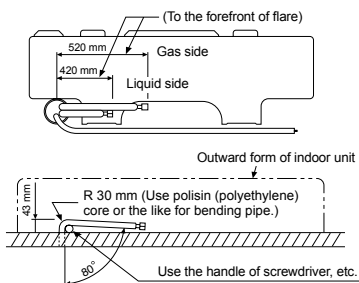 (To the forefront of flare)
520 mm
Gas side
420 mm
Liquid side
Outward form of indoor unit
43 mm
R 30 mm (Use polisin (polyethylene)
core or the like for bending pipe.)
80°
Use the handle of screwdriver, etc.